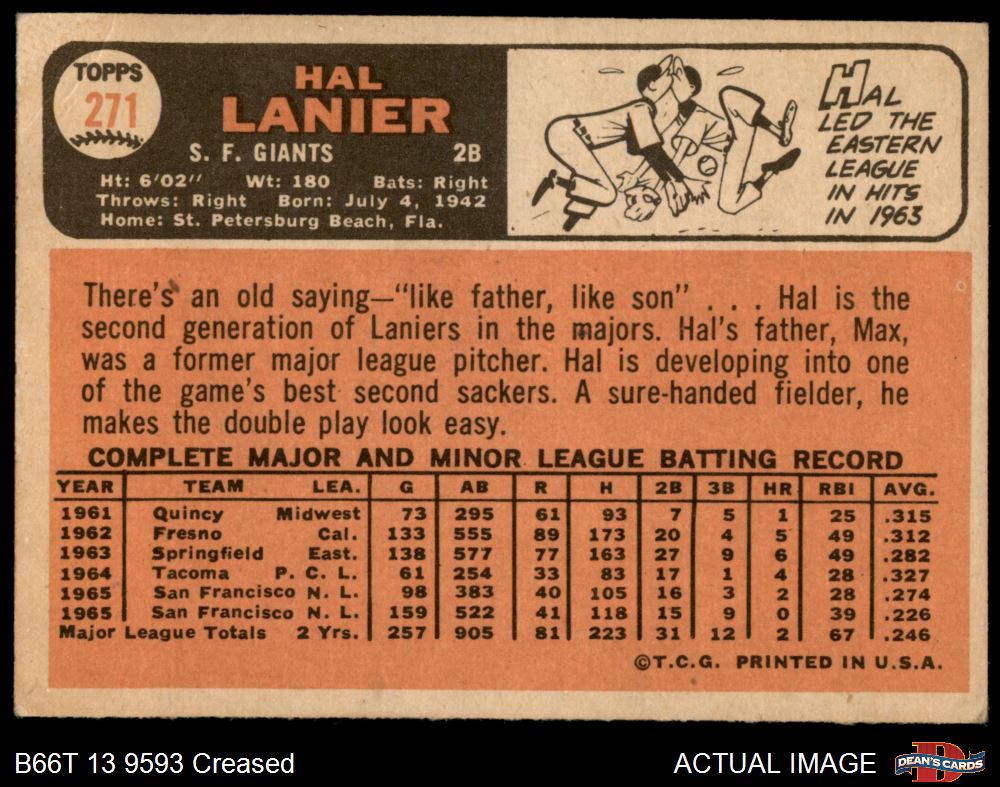 TOPPS
271
HAL
LANIER
S. F. GIANTS 2B
Ht: 6'02" Wt: 180 Bats: Right
Throws: Right Born: July 4, 1942
Home: St. Petersburg Beach, Fla.
HAL
LED THE
EASTERN
LEAGUE
IN HITS
IN 1963
There's an old saying—"like father, like son" . . . Hal is the
second generation of Laniers in the majors. Hal's father, Max,
was a former major league pitcher. Hal is developing into one
of the game's best second sackers. A sure-handed fielder, he
makes the double play look easy.
COMPLETE MAJOR AND MINOR LEAGUE BATTING RECORD
YEAR TEAM LEA. G AB R H 2B 3B HR RBI AVG.
1961 Quincy Midwest 73 295 61 93 7 5 1 25 .315
1962 Fresno Cal. 133 555 89 173 20 4 5 49 .312
1963 Springfield East. 138 577 77 163 27 9 6 49 .282
1964 Tacoma P. C. L. 61 254 33 83 17 1 4 28 .327
1965 San Francisco N. L. 98 383 40 105 16 3 2 28 .274
1965 San Francisco N. L. 159 522 41 118 15 9 0 39 .226
Major League Totals 2 Yrs. 257 905 81 223 31 12 2 67 .246
©T.C.G. PRINTED IN U.S.A.
B66T 13 9593 Creased
ACTUAL IMAGE
D
DEAN'S CARDS